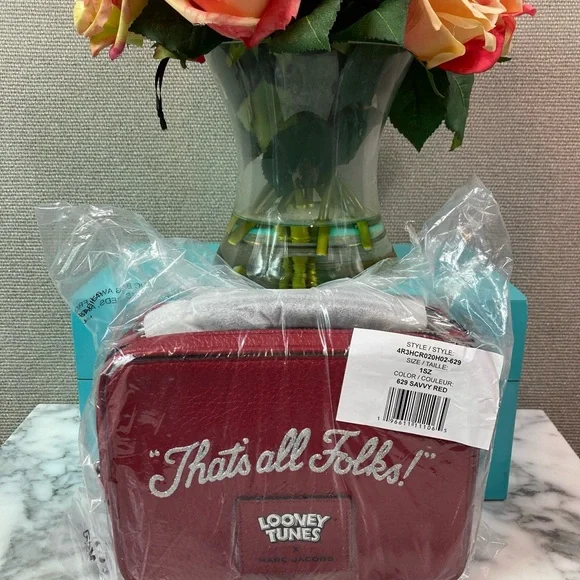 STYLE / STYLE:
4R3HCR020H02-629
SIZE / TAILLE:
1SZ
COLOR / COULEUR:
629 SAVVY RED
"That's all Folks!"
LOONEY
TUNES
X
MARC JACOBS